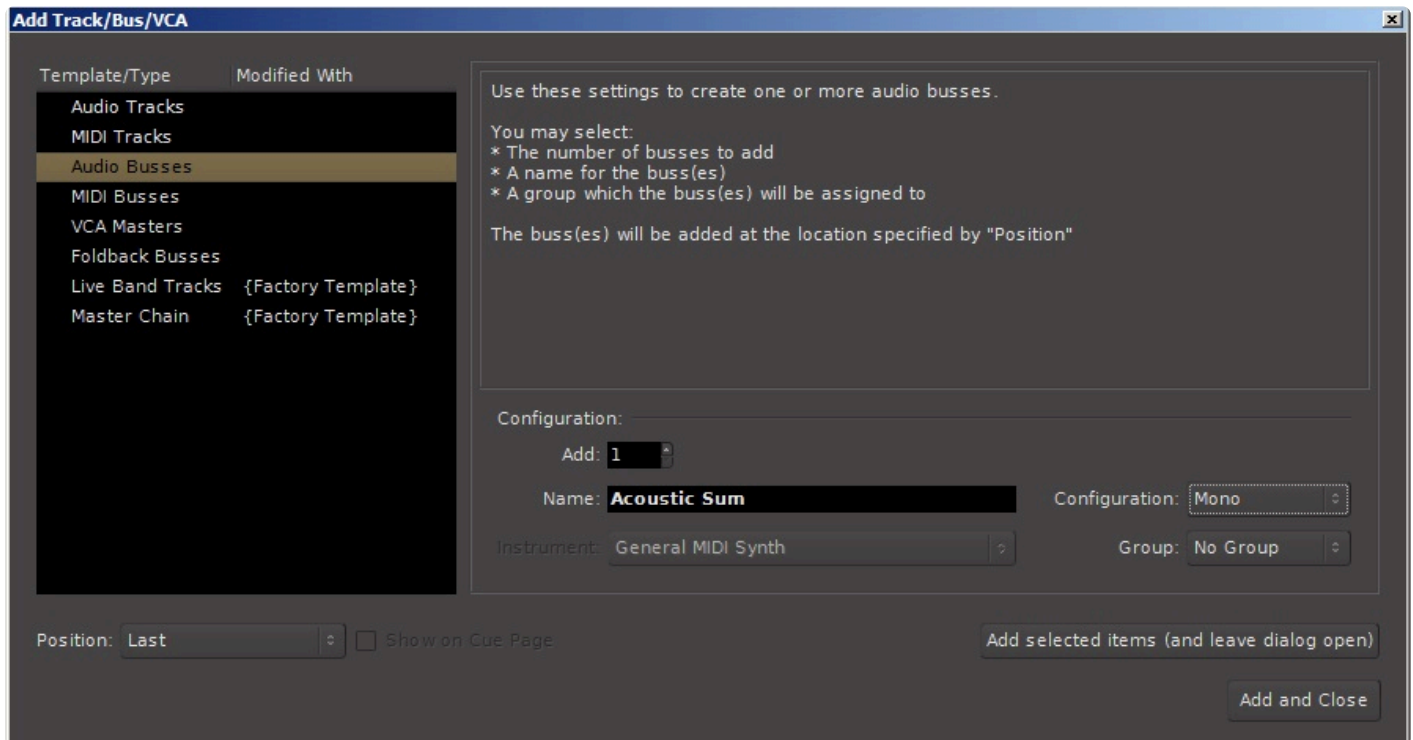 Add Track/Bus/VCA
Template/Type Modified With
Audio Tracks
MIDI Tracks
Audio Busses
MIDI Busses
VCA Masters
Foldback Busses
Live Band Tracks {Factory Template}
Master Chain {Factory Template}
Use these settings to create one or more audio busses.
You may select:
* The number of busses to add
* A name for the buss(es)
* A group which the buss(es) will be assigned to
The buss(es) will be added at the location specified by "Position"
Configuration:
Add: 1
Name: Acoustic Sum Configuration: Mono
Instrument: General MIDI Synth Group: No Group
Position: Last Show on Cue Page Add selected items (and leave dialog open)
Add and Close